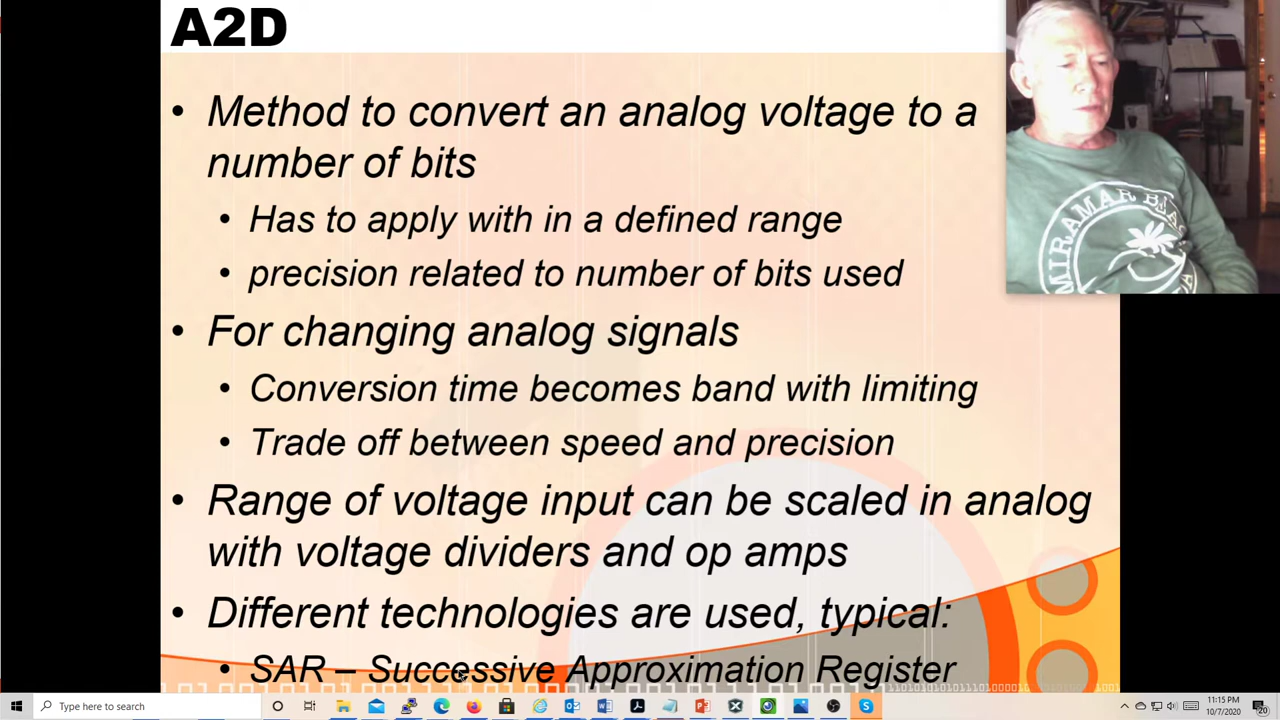 A2D
• Method to convert an analog voltage to a
number of bits
• Has to apply with in a defined range
• precision related to number of bits used
• For changing analog signals
• Conversion time becomes band with limiting
• Trade off between speed and precision
• Range of voltage input can be scaled in analog
with voltage dividers and op amps
• Different technologies are used, typical:
• SAR – Successive Approximation Register
MIRAMAR
Type here to search
11:15 PM
10/7/2020
20